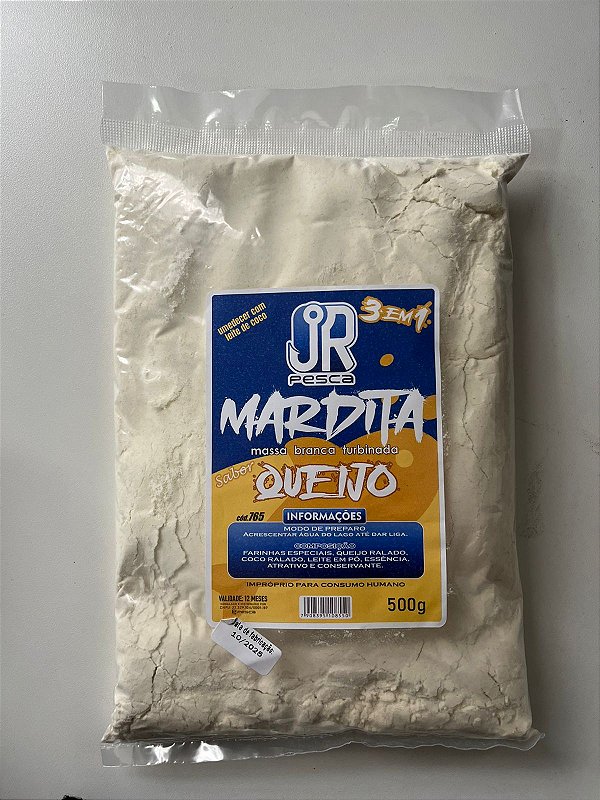 umedecer com
leite de coco
3 EM 1
JR
PESCA
MARDITA
massa branca turbinada
Sabor
QUEIJO
cód.765
INFORMAÇÕES
MODO DE PREPARO
ACRESCENTAR ÁGUA DO LAGO ATÉ DAR LIGA.
COMPOSIÇÃO
FARINHAS ESPECIAIS, QUEIJO RALADO,
COCO RALADO, LEITE EM PÓ, ESSÊNCIA,
ATRATIVO E CONSERVANTE.
IMPRÓPRIO PARA CONSUMO HUMANO
VALIDADE: 12 MESES
500g
Data de fabricação:
10/2025